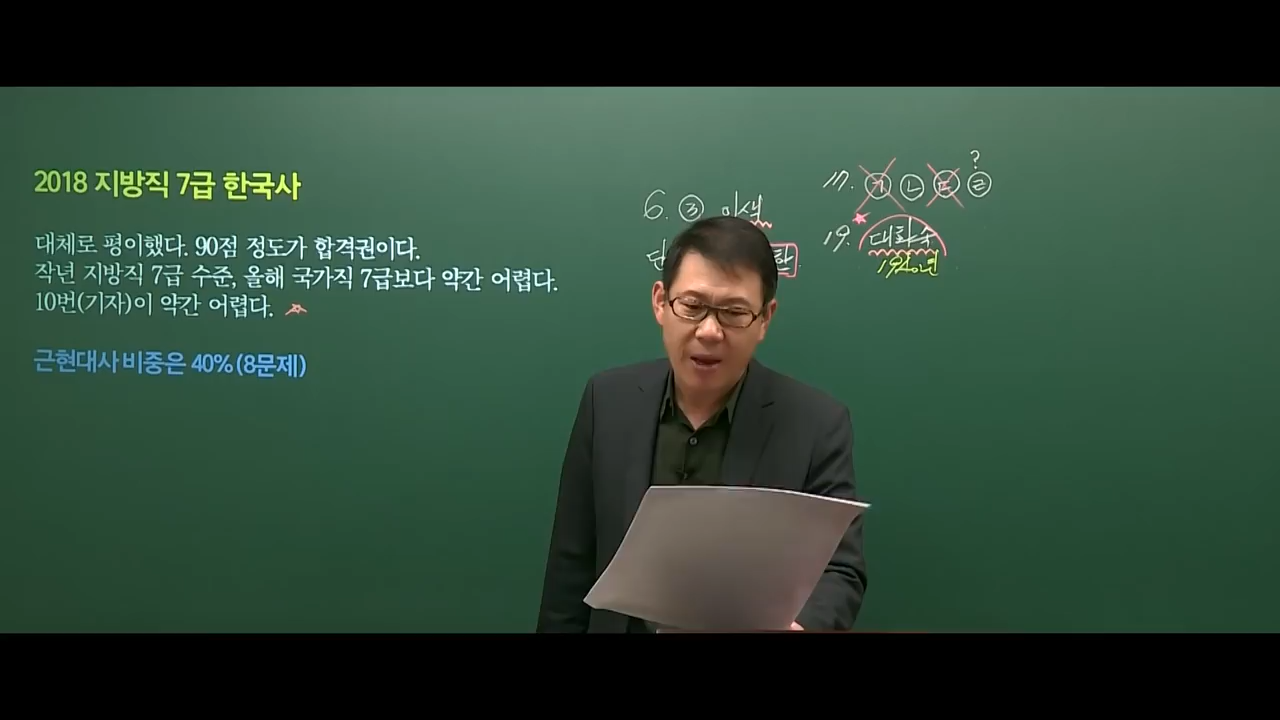 2018 지방직 7급 한국사
대체로 평이했다. 90점 정도가 합격권이다.
작년 지방직 7급 수준, 올해 국가직 7급보다 약간 어렵다.
10번(기자)이 약간 어렵다.
근현대사 비중은 40% (8문제)
6. ③ 이색
단
17. ㄱ ㄴ ㄷ ㄹ ?
19. 대화숙